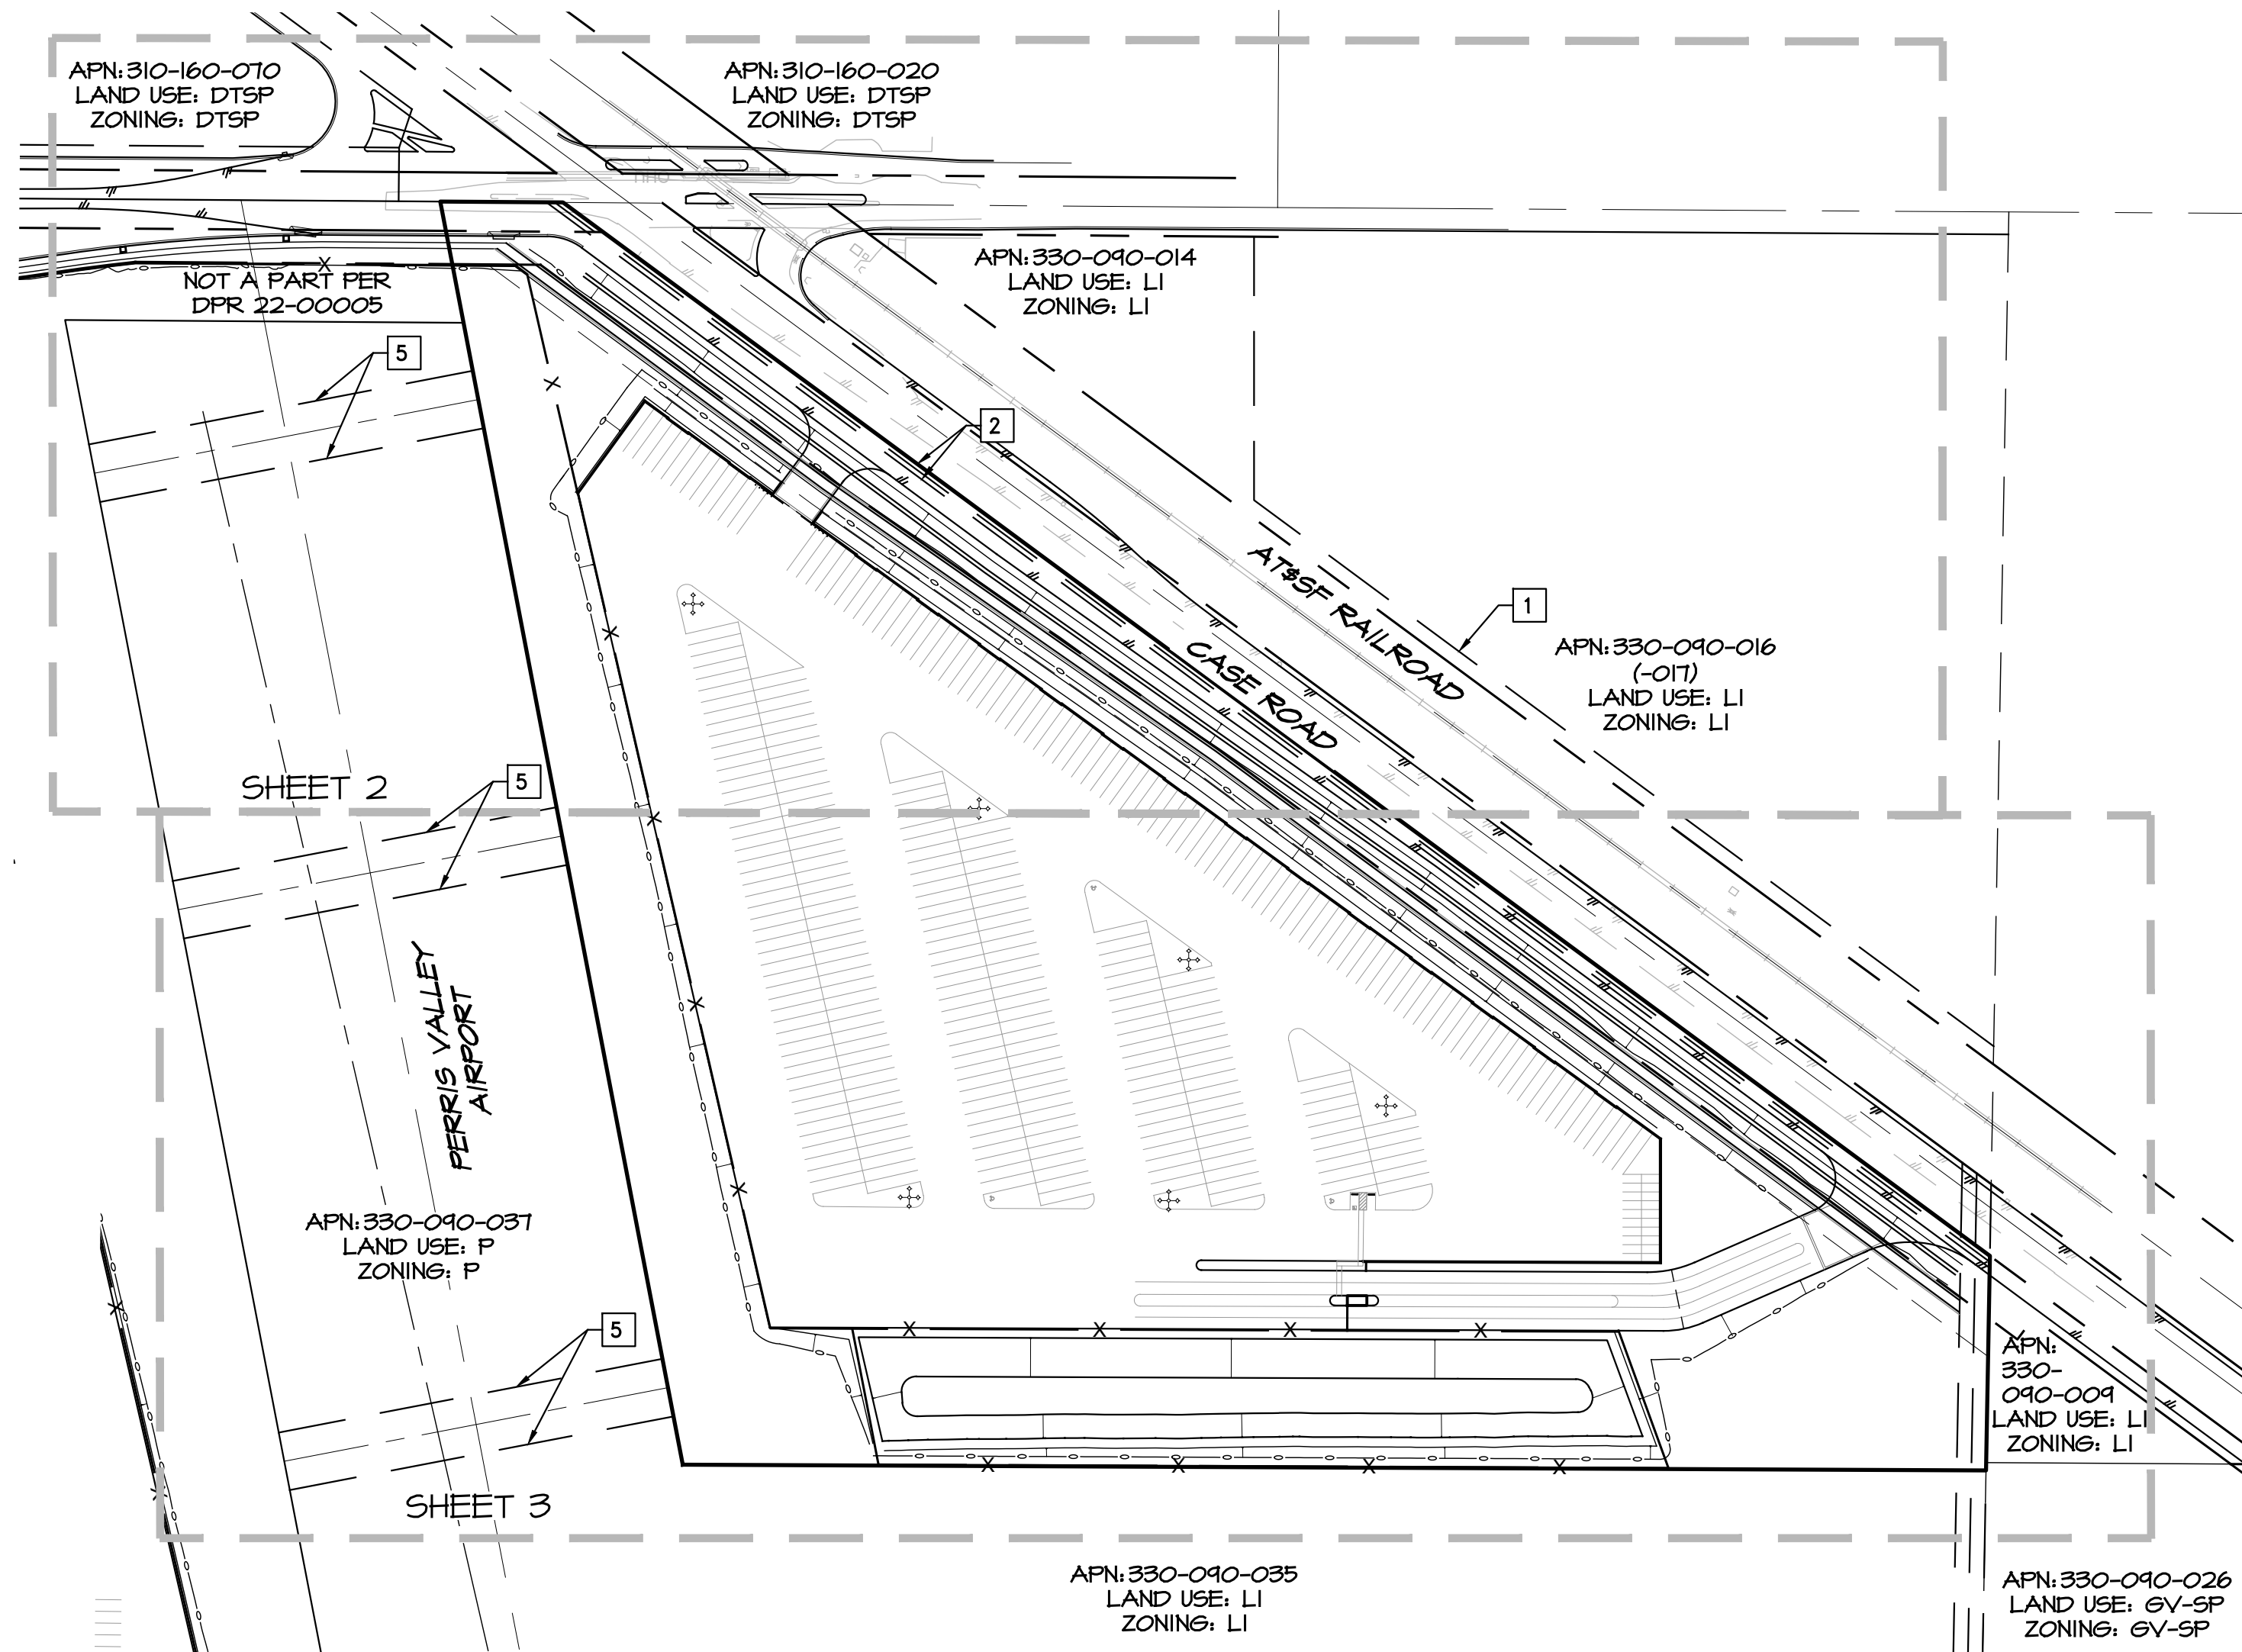 APN:310-160-070
LAND USE: DTSP
ZONING: DTSP
APN:310-160-020
LAND USE: DTSP
ZONING: DTSP
NOT A PART PER
DPR 22-00005
APN:330-090-014
LAND USE: LI
ZONING: LI
5
2
AT$SF RAILROAD
1
CASE ROAD
APN:330-090-016
(-017)
LAND USE: LI
ZONING: LI
SHEET 2
5
PERRIS VALLEY
AIRPORT
APN:330-090-037
LAND USE: P
ZONING: P
5
APN:
330-
090-009
LAND USE: LI
ZONING: LI
SHEET 3
APN:330-090-035
LAND USE: LI
ZONING: LI
APN:330-090-026
LAND USE: GV-SP
ZONING: GV-SP